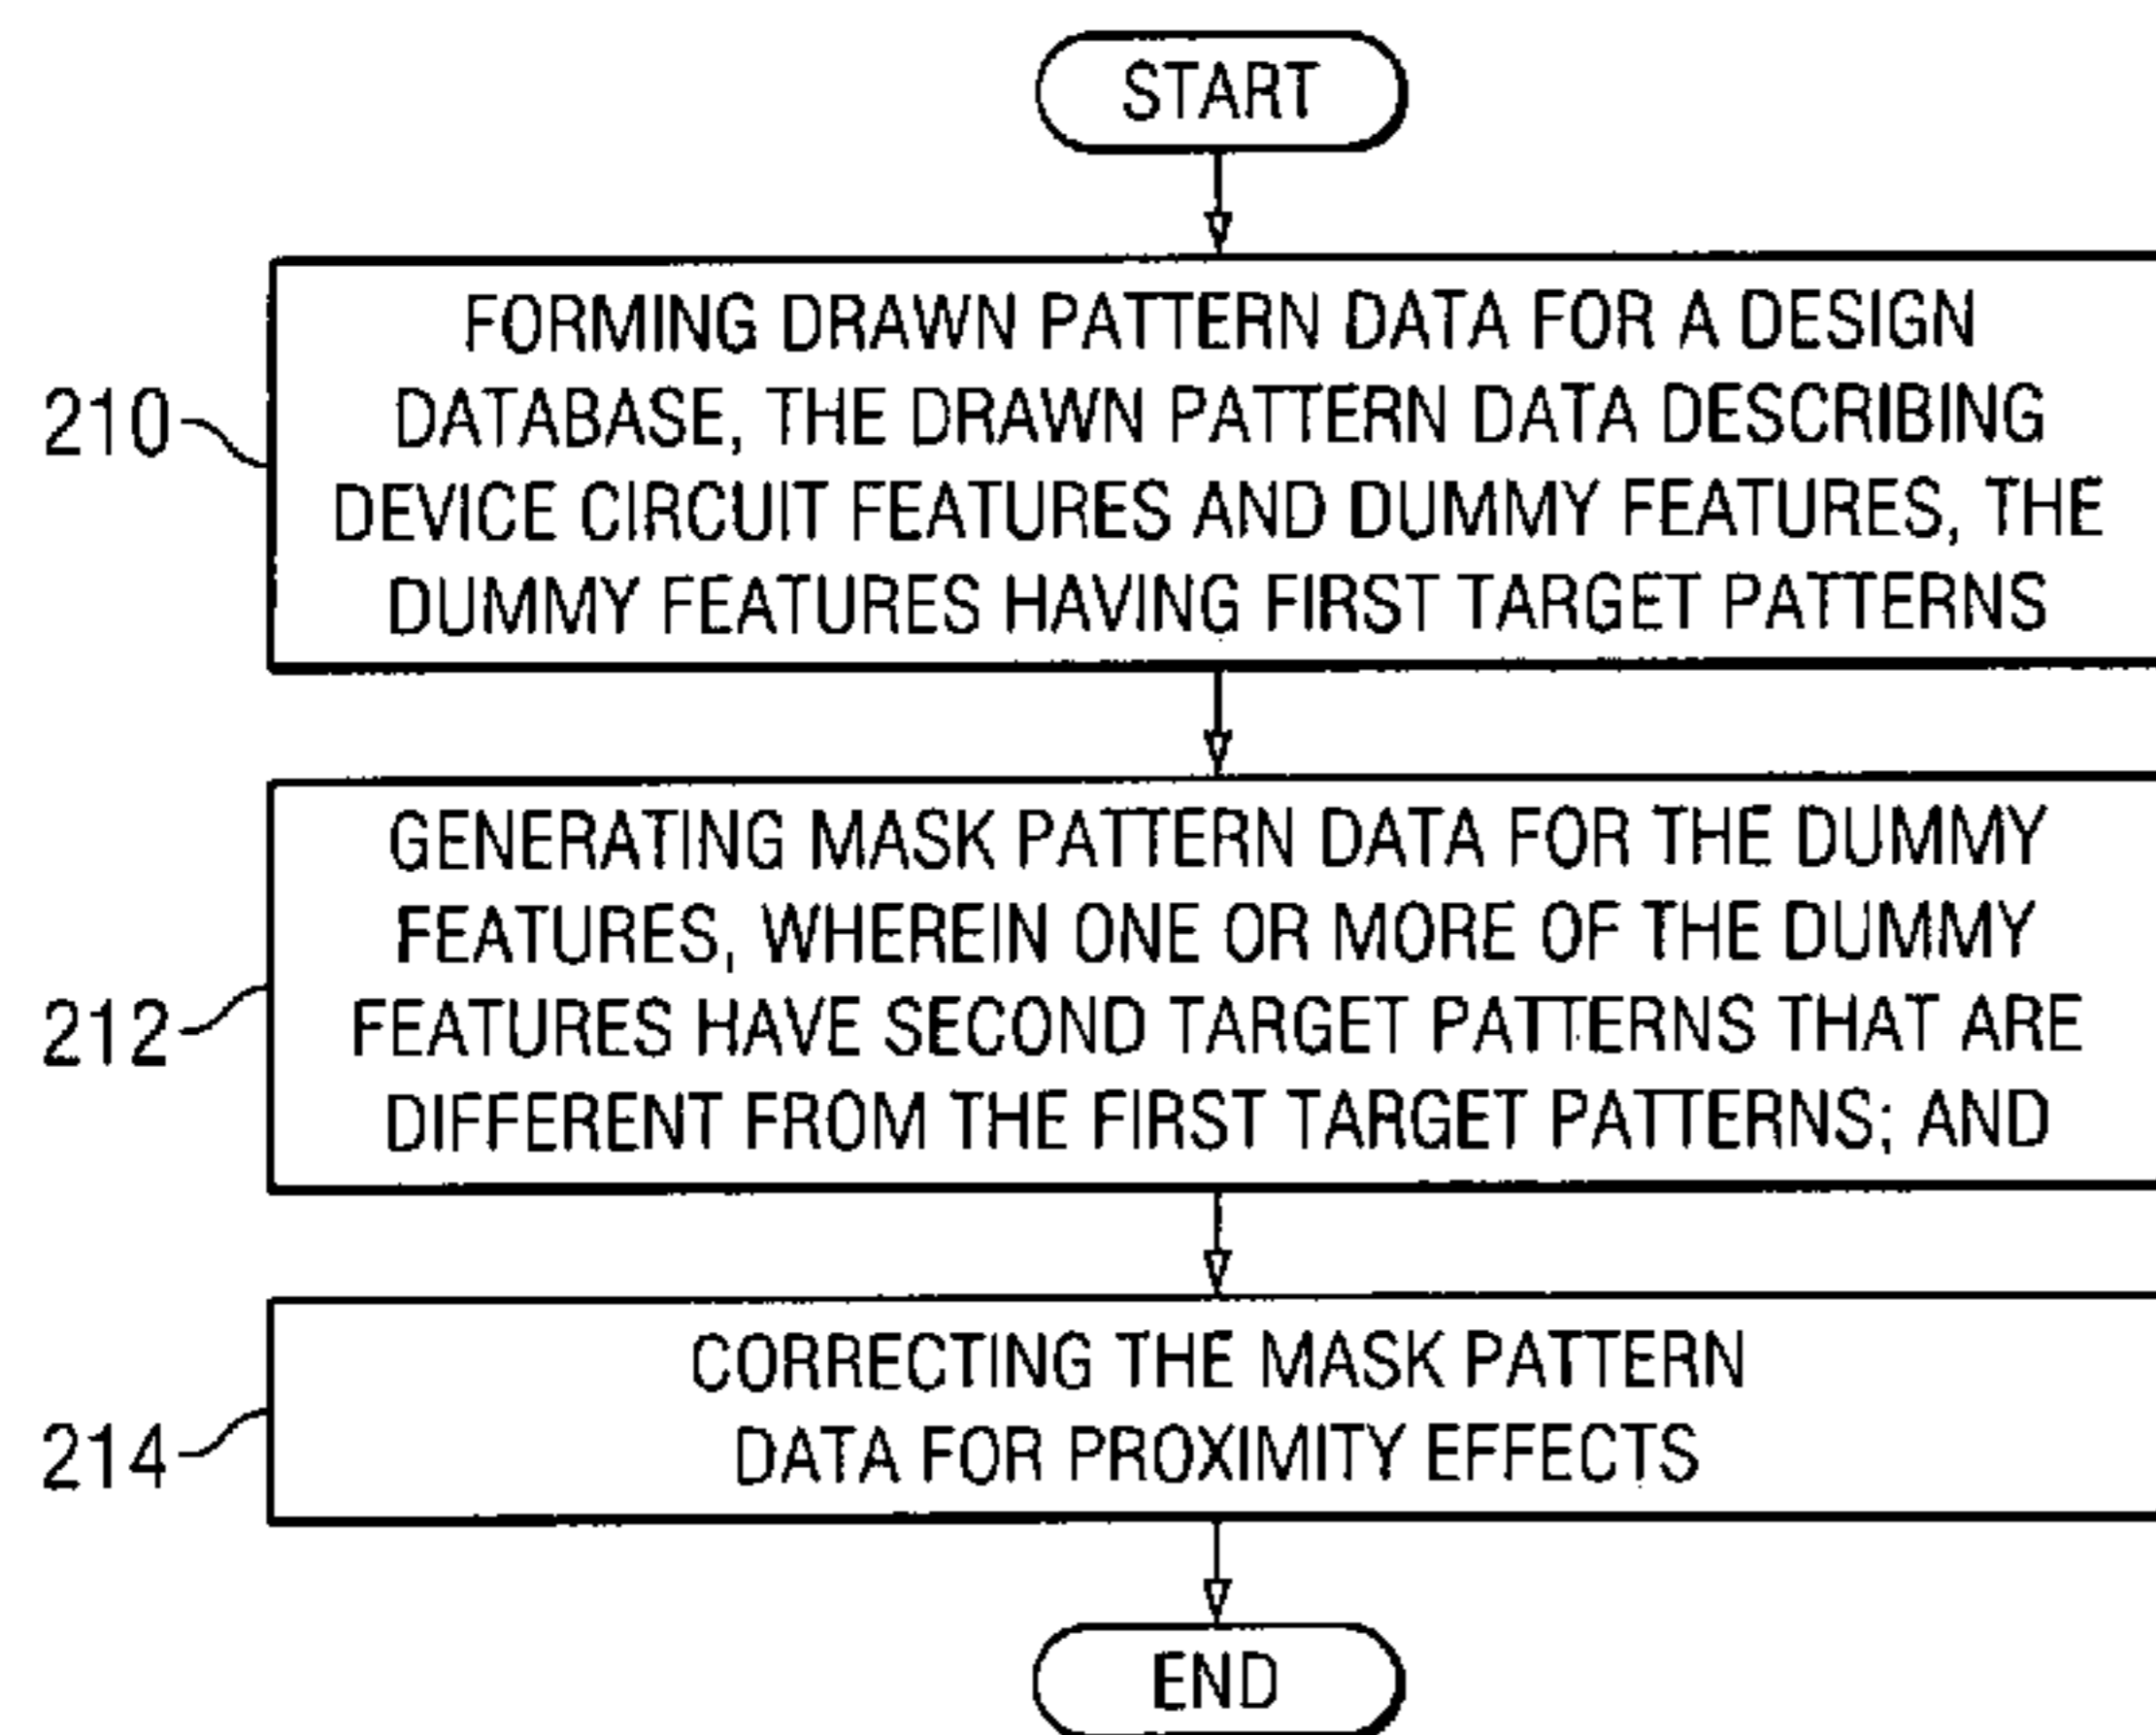 START
FORMING DRAWN PATTERN DATA FOR A DESIGN
DATABASE, THE DRAWN PATTERN DATA DESCRIBING
DEVICE CIRCUIT FEATURES AND DUMMY FEATURES, THE
DUMMY FEATURES HAVING FIRST TARGET PATTERNS
210
GENERATING MASK PATTERN DATA FOR THE DUMMY
FEATURES, WHEREIN ONE OR MORE OF THE DUMMY
FEATURES HAVE SECOND TARGET PATTERNS THAT ARE
DIFFERENT FROM THE FIRST TARGET PATTERNS; AND
212
CORRECTING THE MASK PATTERN
DATA FOR PROXIMITY EFFECTS
214
END